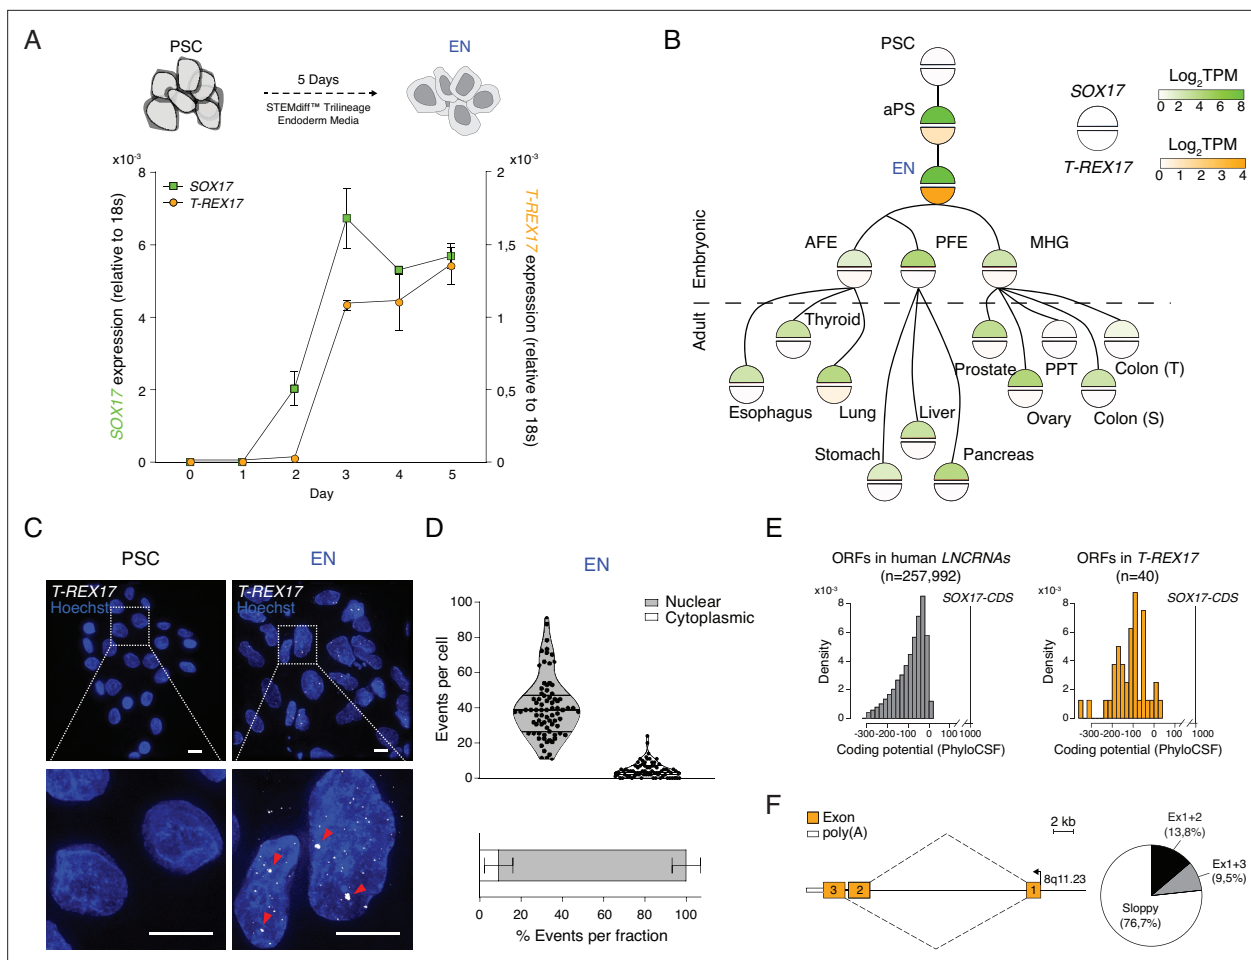 A
PSC
EN
5 Days
STEMdiff™ Trilineage
Endoderm Media
x10-3
x10-3
8
6
4
2
0
2
1,5
1
0,5
0
SOX17
T-REX17
SOX17 expression (relative to 18s)
T-REX17 expression (relative to 18s)
0 1 2 3 4 5
Day
B
PSC
aPS
EN
SOX17
T-REX17
Log2TPM
0 2 4 6 8
Log2TPM
0 1 2 3 4
Embryonic
Adult
AFE
PFE
MHG
Thyroid
Esophagus
Lung
Liver
Stomach
Pancreas
Prostate
PPT
Colon (T)
Ovary
Colon (S)
C
PSC
EN
T-REX17
Hoechst
T-REX17
Hoechst
D
EN
Nuclear
Cytoplasmic
Events per cell
100
80
60
40
20
0
0 20 40 60 80 100
% Events per fraction
E
ORFs in human LNCRNAs
(n=257,992)
x10-3
SOX17-CDS
Density
8
4
0
-300 -200 -100 0 1000
Coding potential (PhyloCSF)
ORFs in T-REX17
(n=40)
x10-3
SOX17-CDS
Density
8
4
0
-300 -200 -100 0 1000
Coding potential (PhyloCSF)
F
Exon
poly(A)
2 kb
3 2 1
8q11.23
Ex1+2
(13,8%)
Ex1+3
(9,5%)
Sloppy
(76,7%)